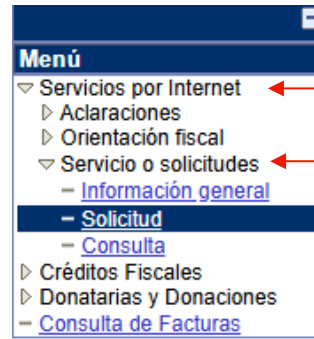 Menú
Servicios por Internet
Aclaraciones
Orientación fiscal
Servicio o solicitudes
Información general
Solicitud
Consulta
Créditos Fiscales
Donatarias y Donaciones
Consulta de Facturas